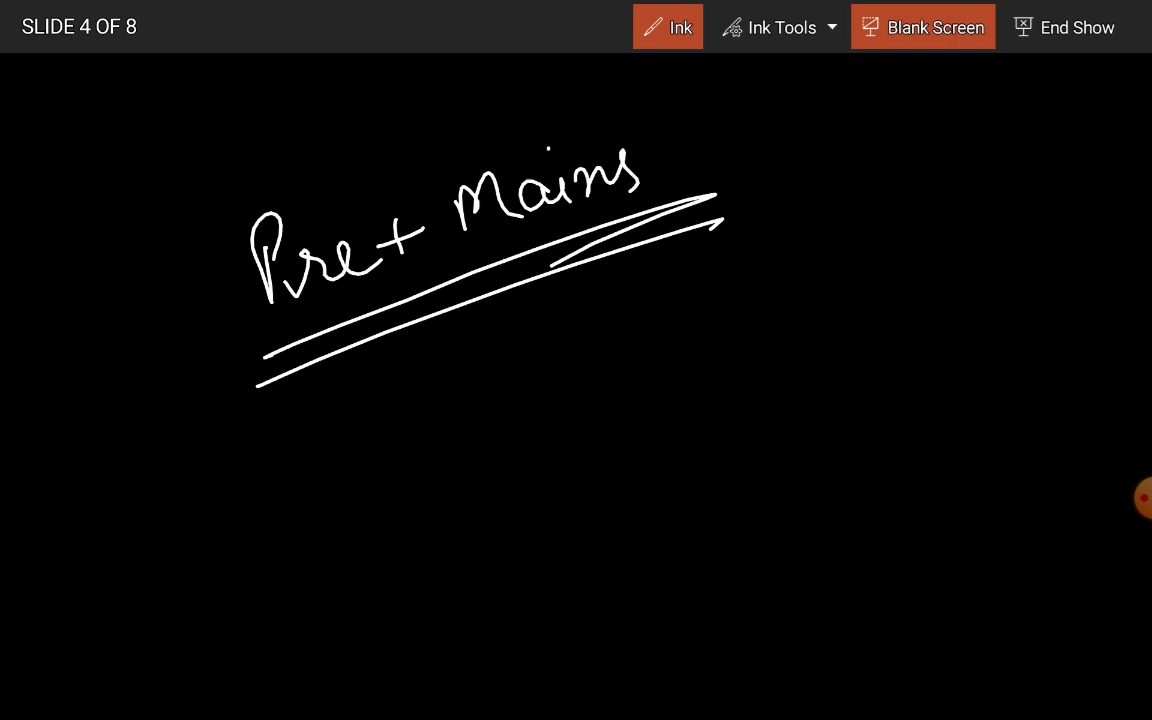 SLIDE 4 OF 8
Ink
Ink Tools
Blank Screen
End Show
Pre + Mains